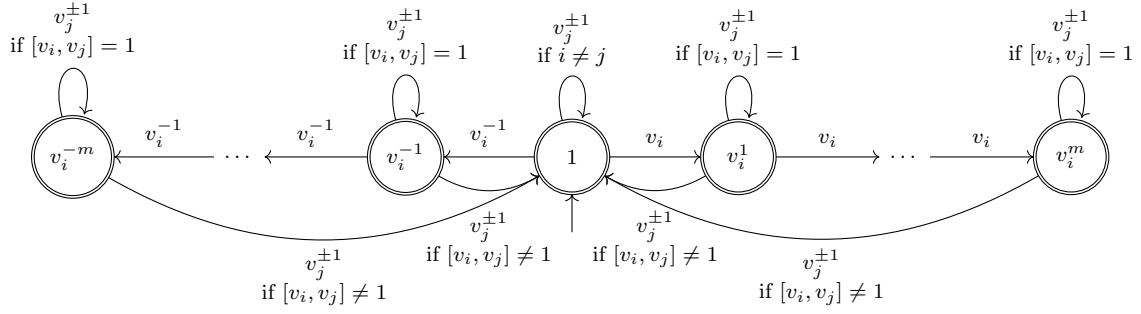 v_j^{±1}
if [v_i, v_j] = 1
v_j^{±1}
if [v_i, v_j] = 1
v_j^{±1}
if i ≠ j
v_j^{±1}
if [v_i, v_j] = 1
v_j^{±1}
if [v_i, v_j] = 1
v_i^{-m}
v_i^{-1}
···
v_i^{-1}
v_i^{-1}
v_i^{-1}
1
v_i
v_i^1
v_i
···
v_i
v_i^m
v_j^{±1}
if [v_i, v_j] ≠ 1
v_j^{±1}
if [v_i, v_j] ≠ 1
v_j^{±1}
if [v_i, v_j] ≠ 1
v_j^{±1}
if [v_i, v_j] ≠ 1